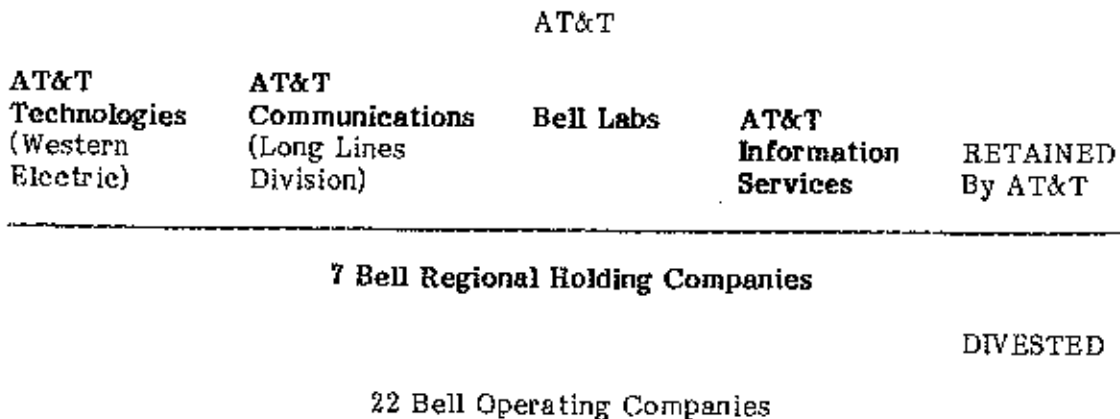 AT&T
AT&T
Technologies
(Western
Electric)
AT&T
Communications
(Long Lines
Division)
Bell Labs
AT&T
Information
Services
RETAINED
By AT&T
7 Bell Regional Holding Companies
DIVESTED
22 Bell Operating Companies